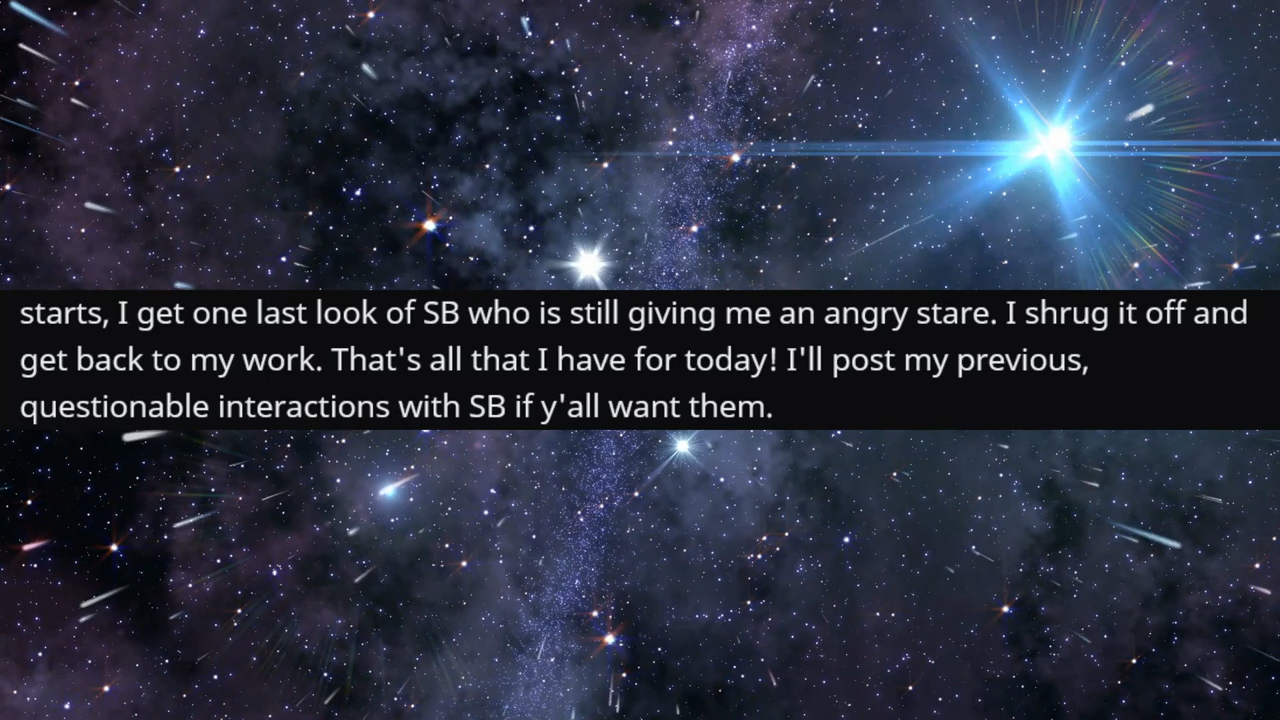 starts, I get one last look of SB who is still giving me an angry stare. I shrug it off and
get back to my work. That's all that I have for today! I'll post my previous,
questionable interactions with SB if y'all want them.